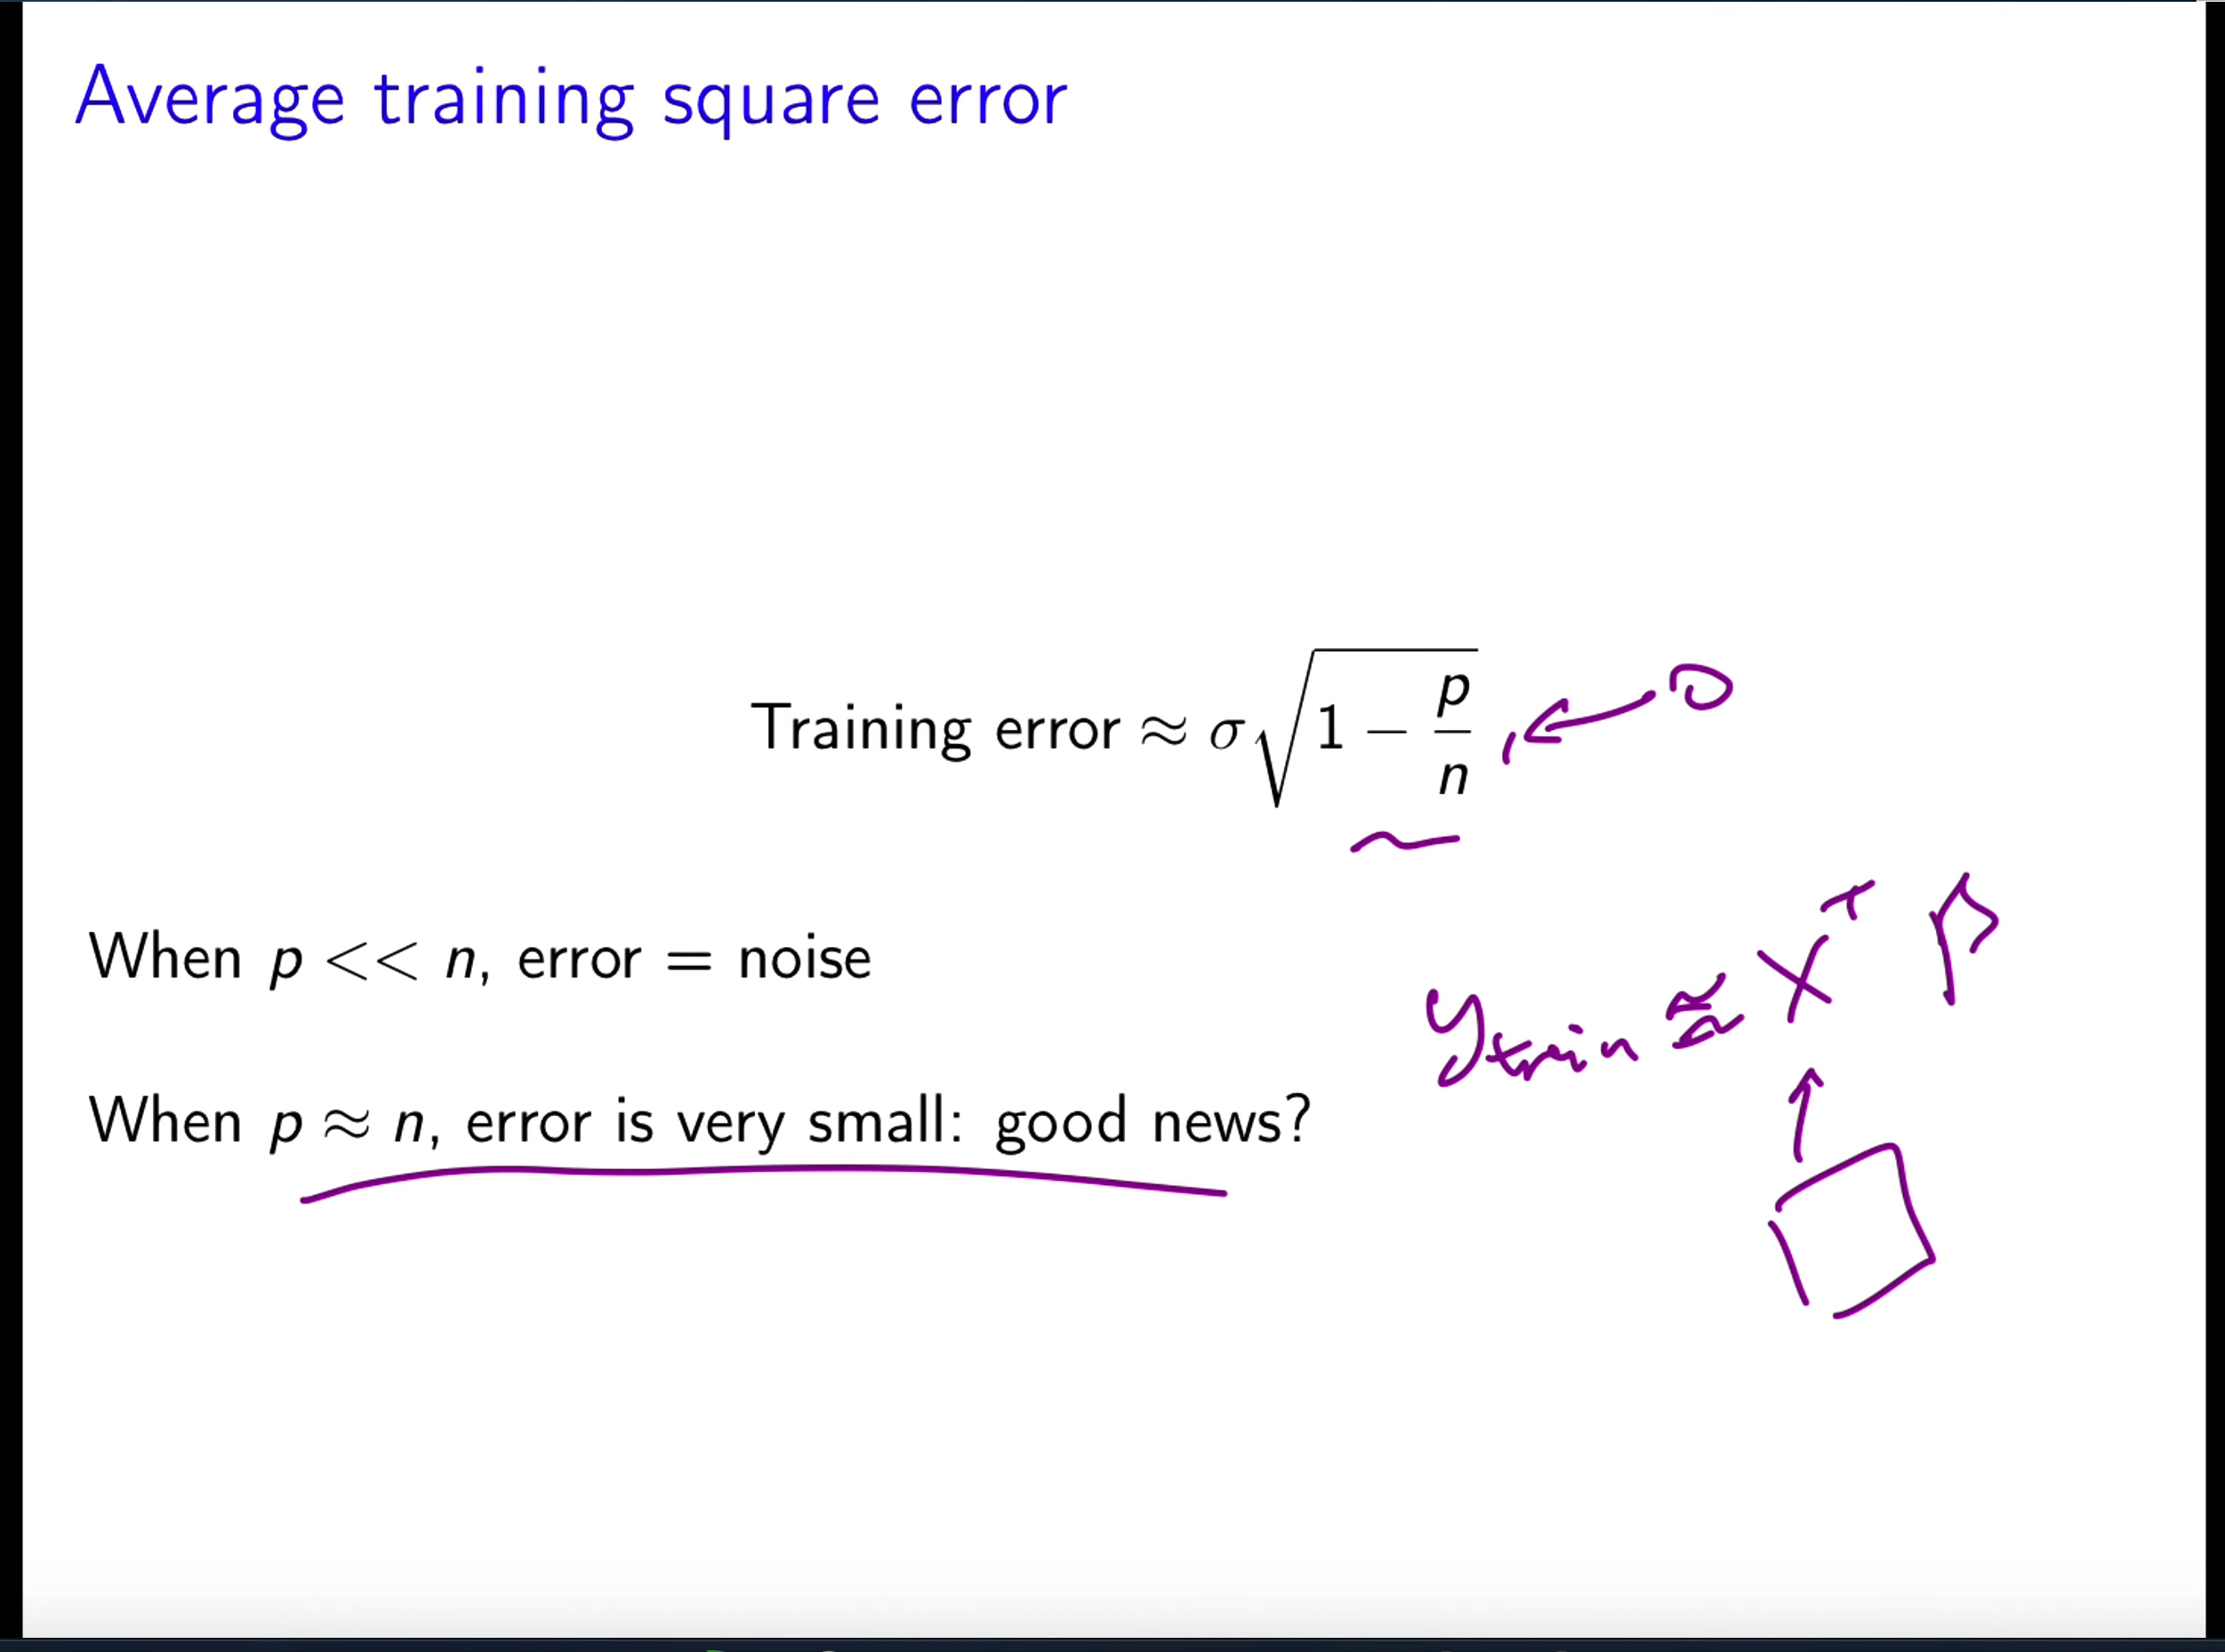 Average training square error
Training error ≈ σ√(1 − p/n) ← 0
When p << n, error = noise
y_train ≈ X^T β
When p ≈ n, error is very small: good news?